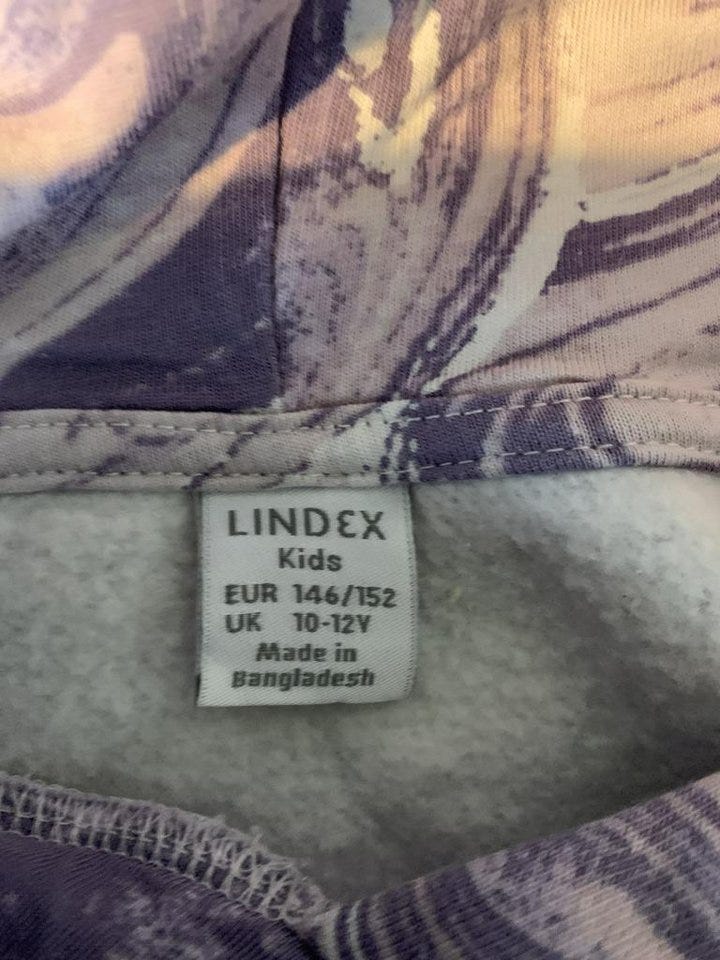 LINDEX
Kids
EUR 146/152
UK 10-12Y
Made in
Bangladesh